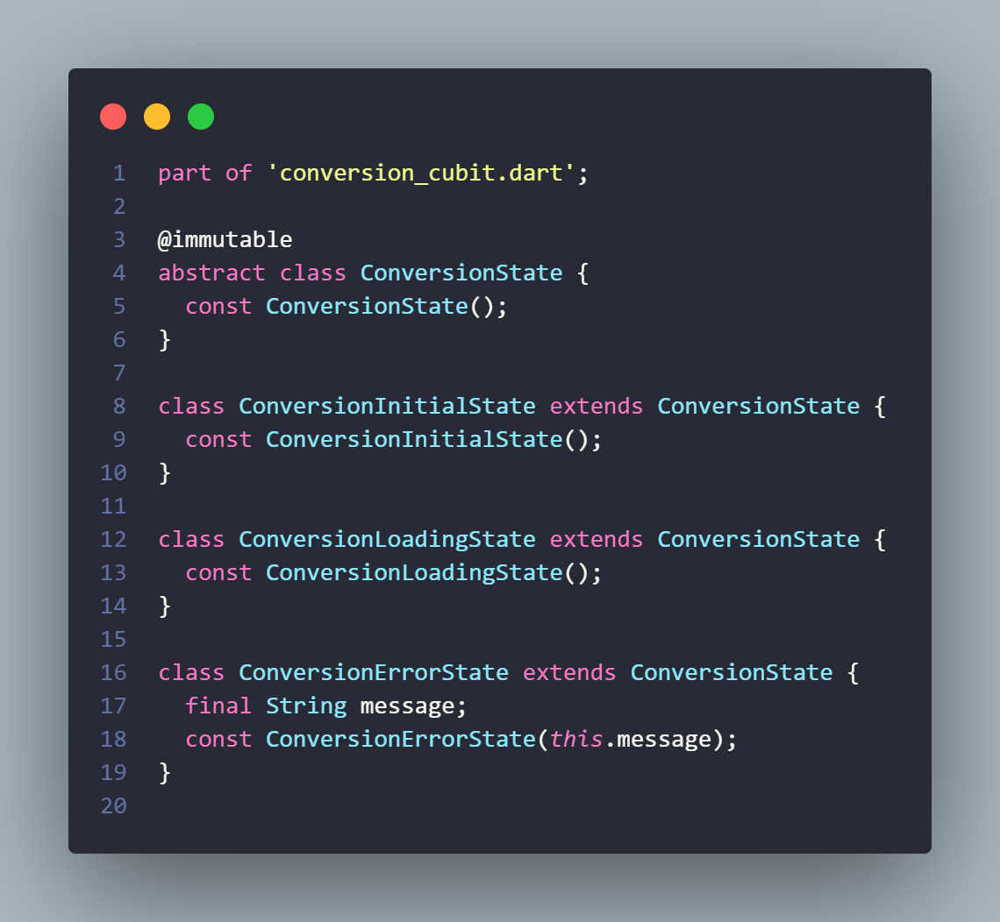 1 part of 'conversion_cubit.dart';
2
3 @immutable
4 abstract class ConversionState {
5   const ConversionState();
6 }
7
8 class ConversionInitialState extends ConversionState {
9   const ConversionInitialState();
10 }
11
12 class ConversionLoadingState extends ConversionState {
13   const ConversionLoadingState();
14 }
15
16 class ConversionErrorState extends ConversionState {
17   final String message;
18   const ConversionErrorState(this.message);
19 }
20